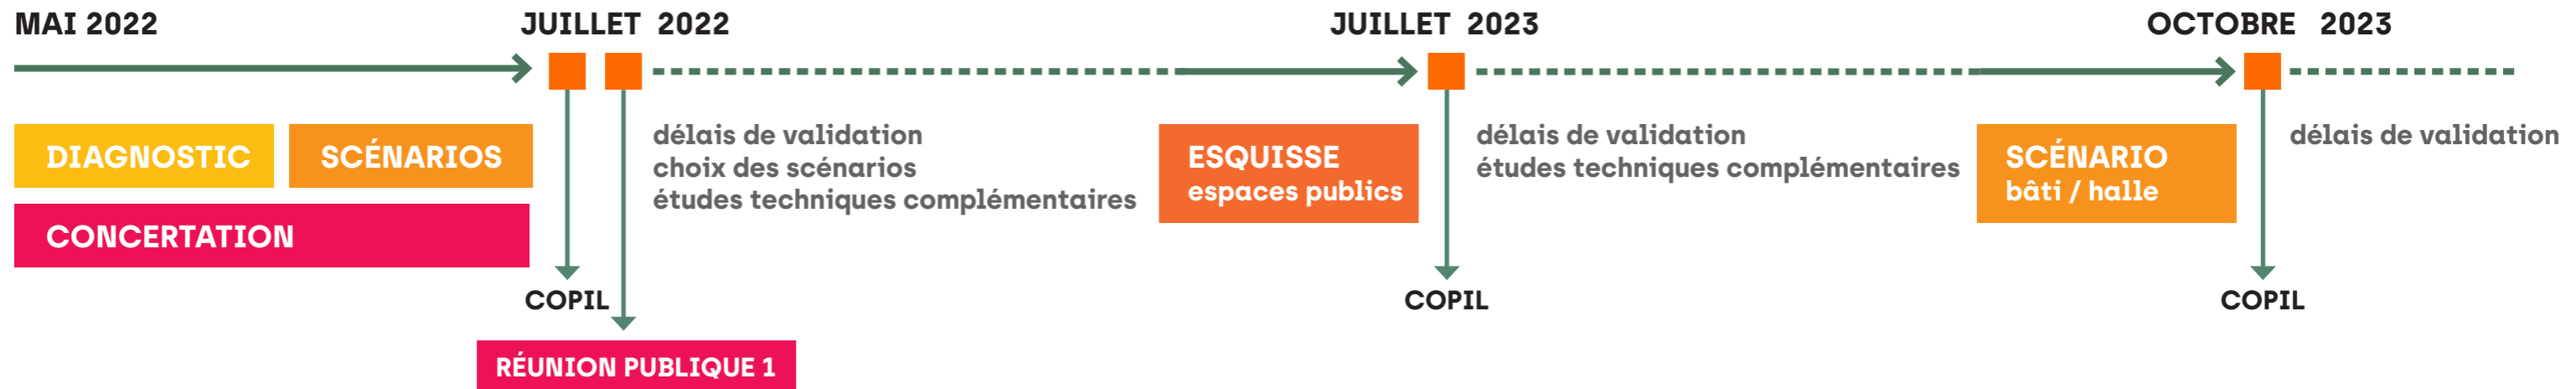 MAI 2022
JUILLET 2022
JUILLET 2023
OCTOBRE 2023
DIAGNOSTIC
SCÉNARIOS
CONCERTATION
COPIL
RÉUNION PUBLIQUE 1
délais de validation
choix des scénarios
études techniques complémentaires
ESQUISSE
espaces publics
COPIL
délais de validation
études techniques complémentaires
SCÉNARIO
bâti / halle
COPIL
délais de validation